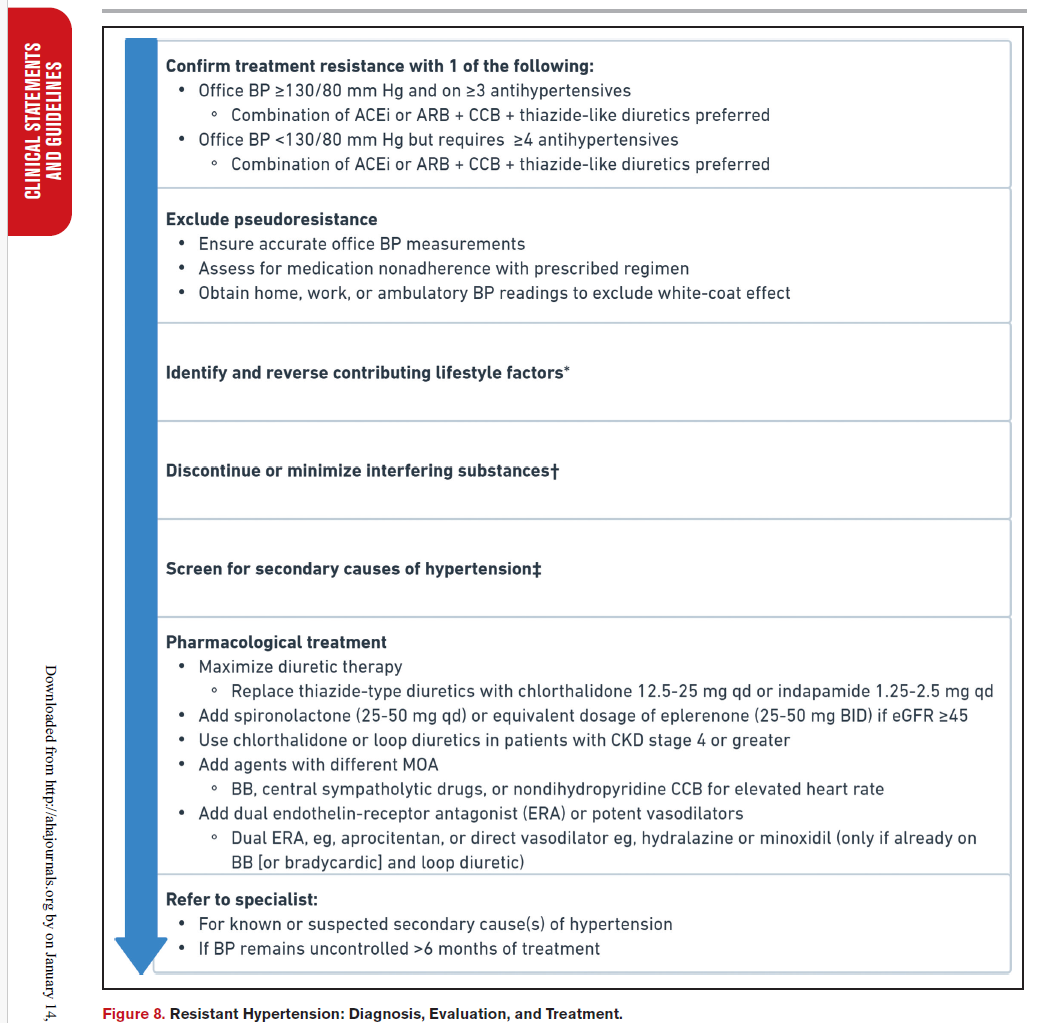 CLINICAL STATEMENTS
AND GUIDELINES
Confirm treatment resistance with 1 of the following:
• Office BP ≥130/80 mm Hg and on ≥3 antihypertensives
◦ Combination of ACEi or ARB + CCB + thiazide-like diuretics preferred
• Office BP <130/80 mm Hg but requires ≥4 antihypertensives
◦ Combination of ACEi or ARB + CCB + thiazide-like diuretics preferred
Exclude pseudoresistance
• Ensure accurate office BP measurements
• Assess for medication nonadherence with prescribed regimen
• Obtain home, work, or ambulatory BP readings to exclude white-coat effect
Identify and reverse contributing lifestyle factors*
Discontinue or minimize interfering substances†
Screen for secondary causes of hypertension‡
Pharmacological treatment
• Maximize diuretic therapy
◦ Replace thiazide-type diuretics with chlorthalidone 12.5-25 mg qd or indapamide 1.25-2.5 mg qd
• Add spironolactone (25-50 mg qd) or equivalent dosage of eplerenone (25-50 mg BID) if eGFR ≥45
• Use chlorthalidone or loop diuretics in patients with CKD stage 4 or greater
• Add agents with different MOA
◦ BB, central sympatholytic drugs, or nondihydropyridine CCB for elevated heart rate
• Add dual endothelin-receptor antagonist (ERA) or potent vasodilators
◦ Dual ERA, eg, aprocitentan, or direct vasodilator eg, hydralazine or minoxidil (only if already on
BB [or bradycardic] and loop diuretic)
Refer to specialist:
• For known or suspected secondary cause(s) of hypertension
• If BP remains uncontrolled >6 months of treatment
Downloaded from http://ahajournals.org by on January 14,
Figure 8. Resistant Hypertension: Diagnosis, Evaluation, and Treatment.